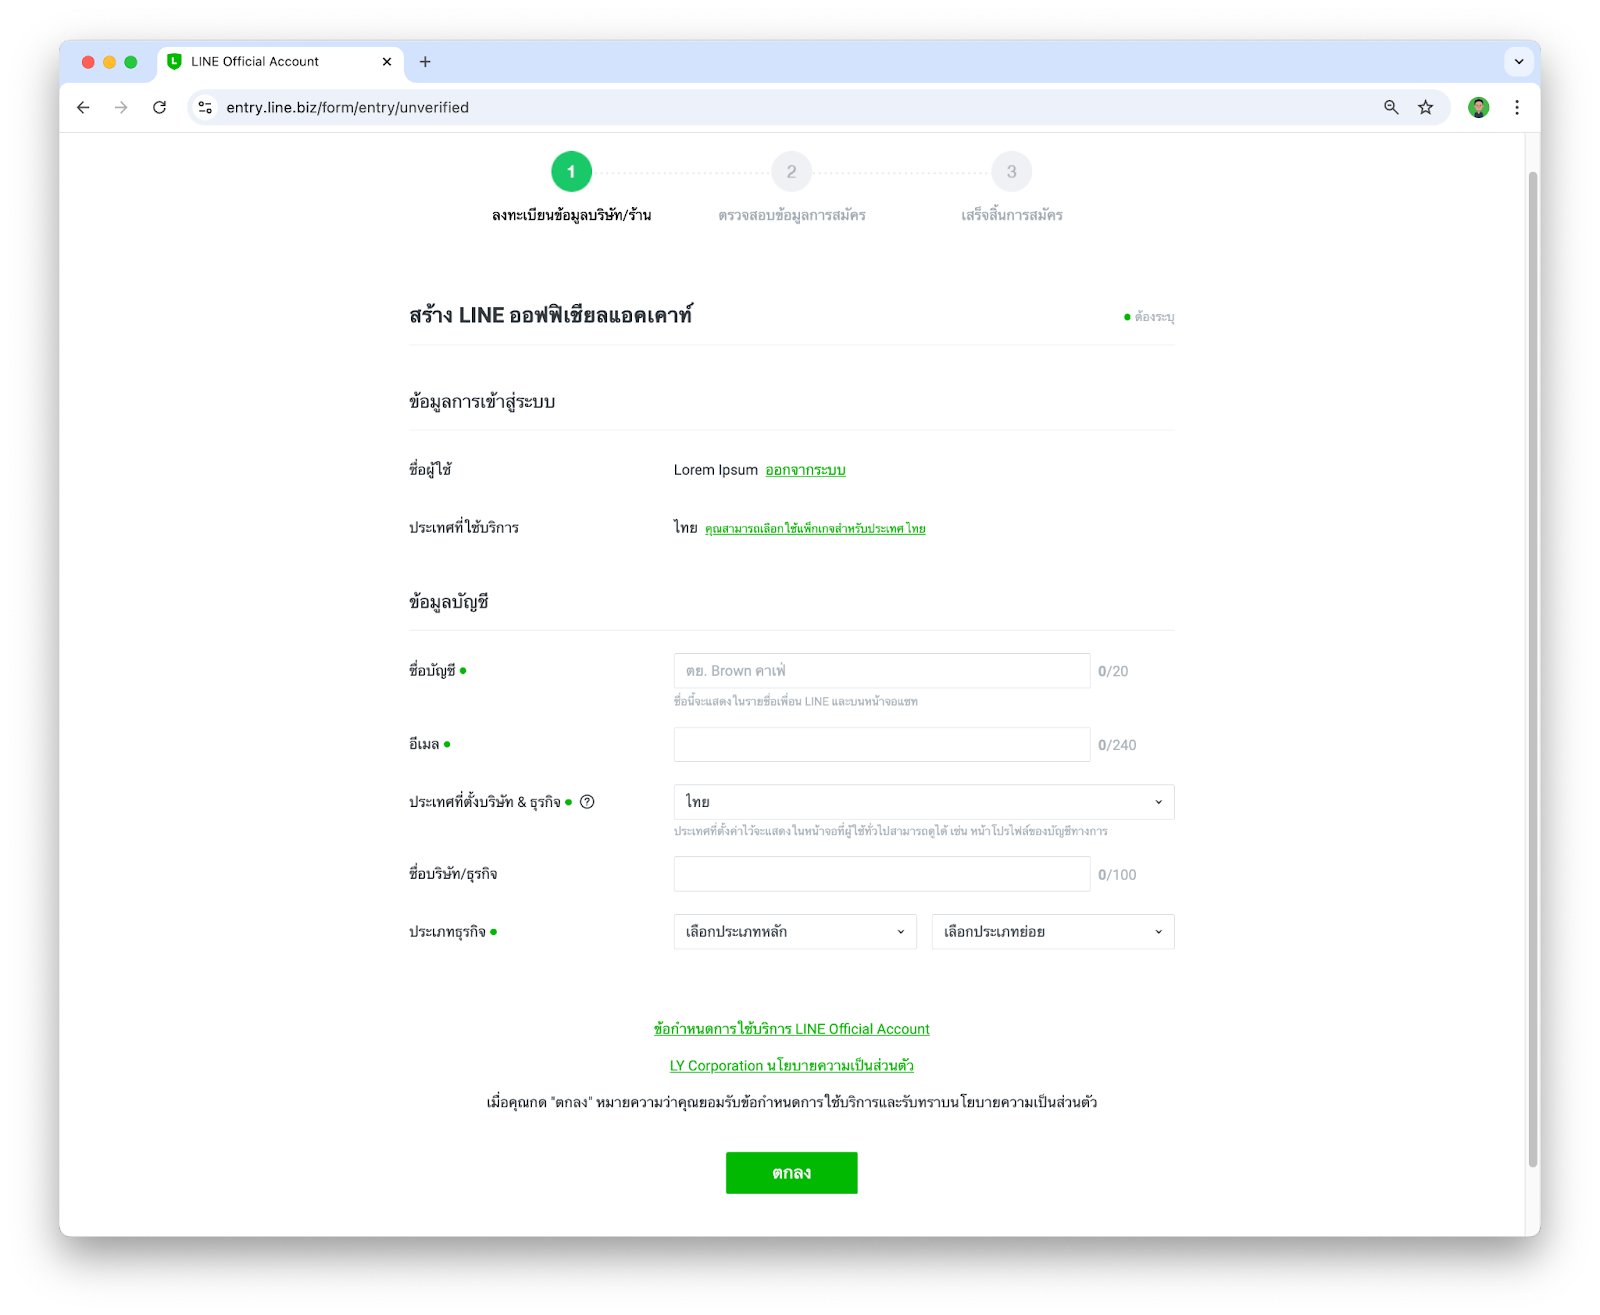 LINE Official Account
entry.line.biz/form/entry/unverified
1
2
3
ลงทะเบียนข้อมูลบริษัท/ร้าน
ตรวจสอบข้อมูลการสมัคร
เสร็จสิ้นการสมัคร
สร้าง LINE ออฟฟิเชียลแอคเคาท์
ต้องระบุ
ข้อมูลการเข้าสู่ระบบ
ชื่อผู้ใช้
Lorem Ipsum ออกจากระบบ
ประเทศที่ใช้บริการ
ไทย คุณสามารถเลือกใช้แพ็กเกจสำหรับประเทศ ไทย
ข้อมูลบัญชี
ชื่อบัญชี
ตย. Brown คาเฟ่
0/20
ชื่อนี้จะแสดงในรายชื่อเพื่อน LINE และบนหน้าจอแชท
อีเมล
0/240
ประเทศที่ตั้งบริษัท & ธุรกิจ
ไทย
ประเทศที่ตั้งค่าไว้จะแสดงในหน้าจอที่ผู้ใช้ทั่วไปสามารถดูได้ เช่น หน้าโปรไฟล์ของบัญชีทางการ
ชื่อบริษัท/ธุรกิจ
0/100
ประเภทธุรกิจ
เลือกประเภทหลัก
เลือกประเภทย่อย
ข้อกำหนดการใช้บริการ LINE Official Account
LY Corporation นโยบายความเป็นส่วนตัว
เมื่อคุณกด "ตกลง" หมายความว่าคุณยอมรับข้อกำหนดการใช้บริการและรับทราบนโยบายความเป็นส่วนตัว
ตกลง